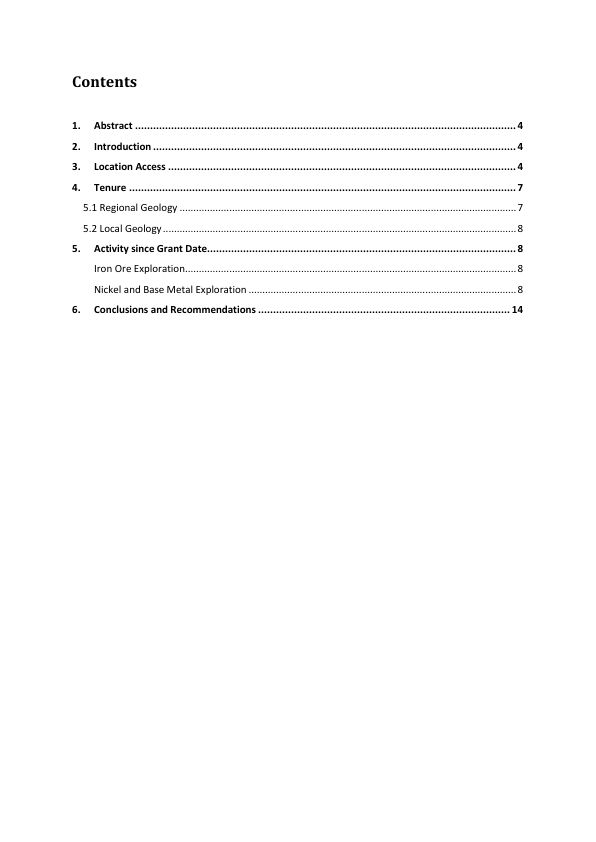 Contents
1. Abstract ............................................................................................................................... 4
2. Introduction ......................................................................................................................... 4
3. Location Access .................................................................................................................... 4
4. Tenure ................................................................................................................................. 7
5.1 Regional Geology ................................................................................................................. 7
5.2 Local Geology ...................................................................................................................... 8
5. Activity since Grant Date....................................................................................................... 8
Iron Ore Exploration................................................................................................................ 8
Nickel and Base Metal Exploration .......................................................................................... 8
6. Conclusions and Recommendations .................................................................................... 14